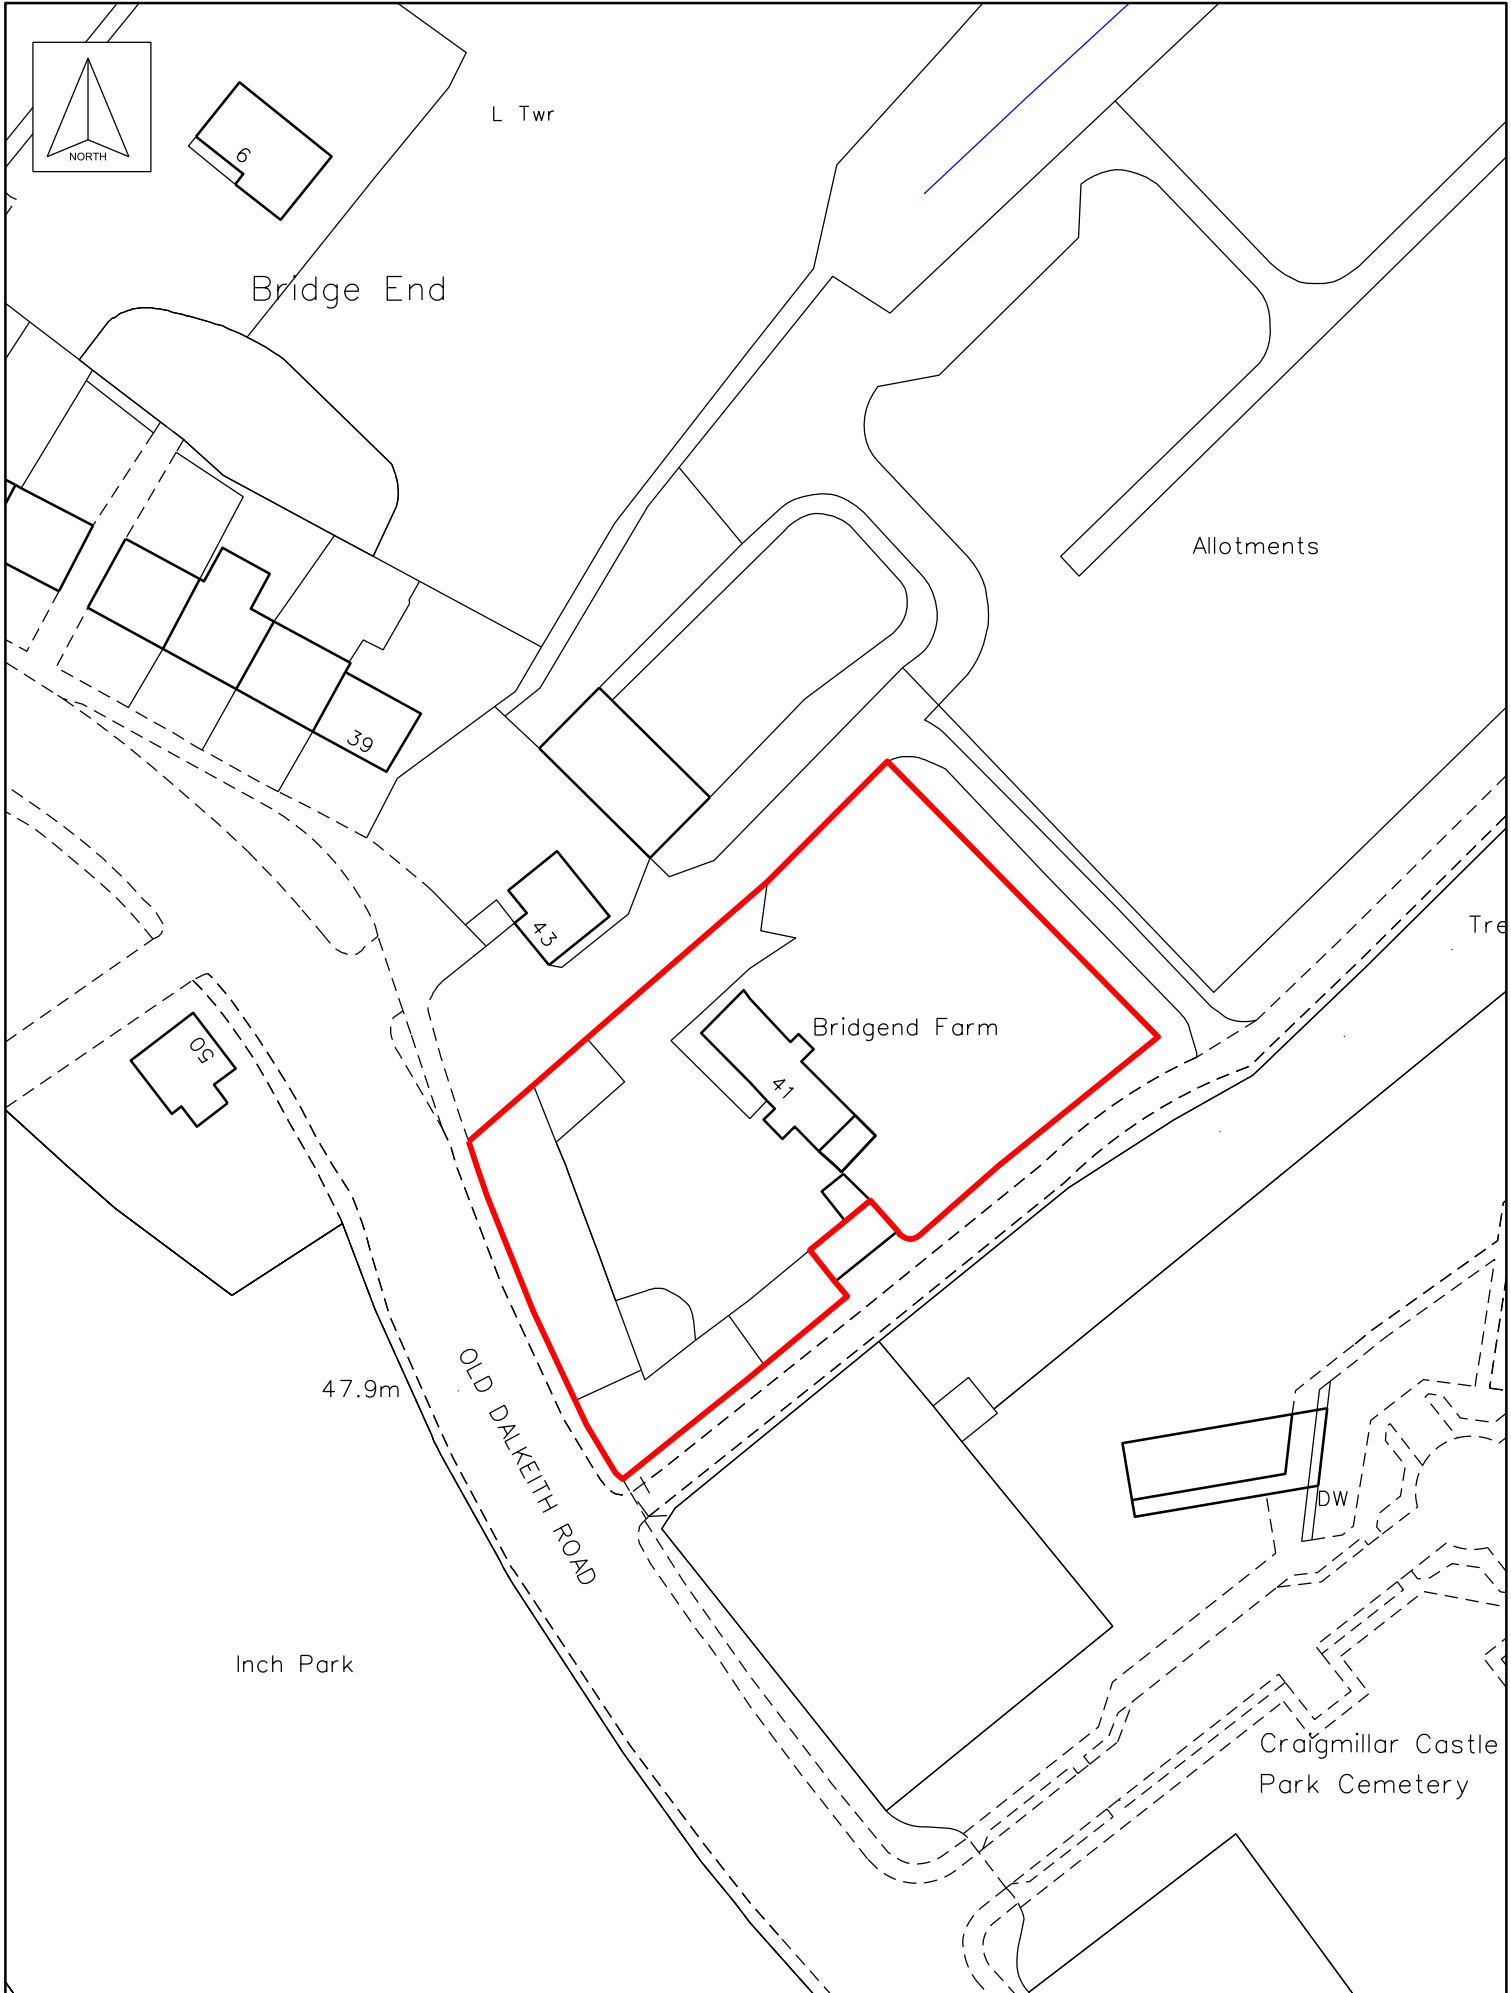 L Twr
NORTH
6
Bridge End
Allotments
39
43
Tre
Bridgend Farm
50
41
OLD DALKEITH ROAD
47.9m
DW
Inch Park
Craigmillar Castle
Park Cemetery